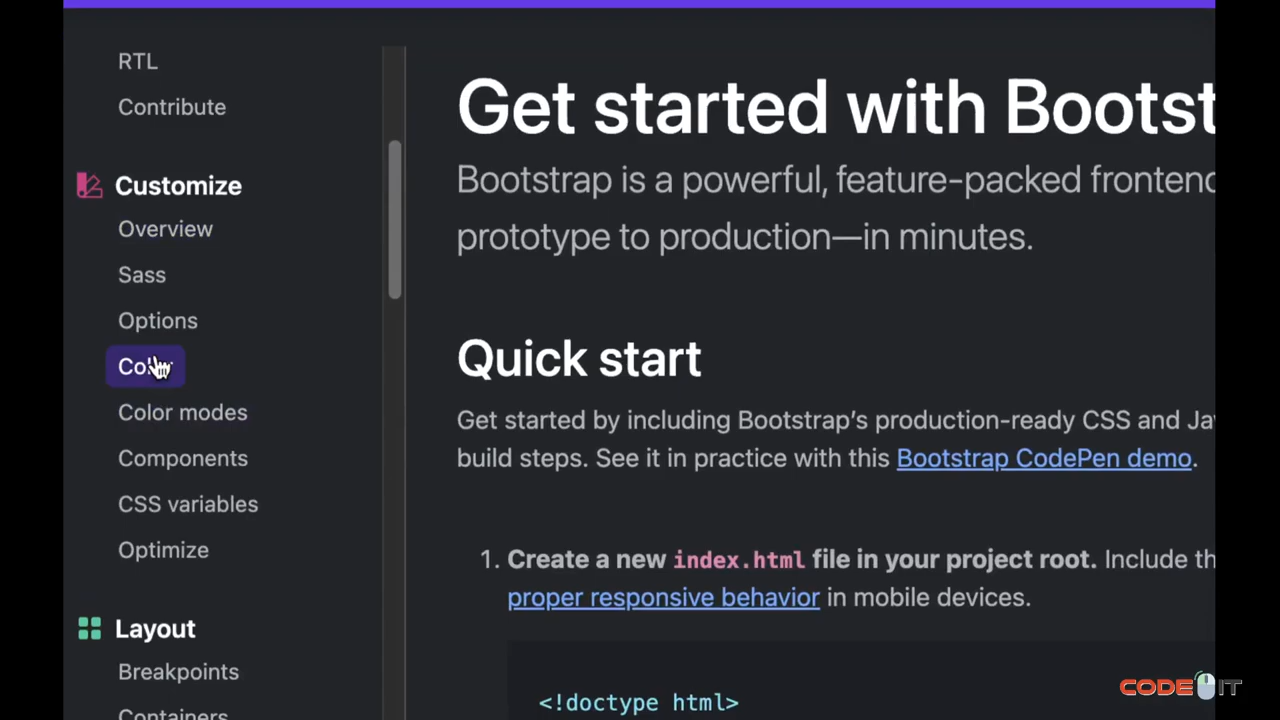 RTL
Contribute
Customize
Overview
Sass
Options
Color modes
Components
CSS variables
Optimize
Layout
Breakpoints
Containers
Get started with Bootst
Bootstrap is a powerful, feature-packed frontend
prototype to production—in minutes.
Quick start
Get started by including Bootstrap's production-ready CSS and Jav
build steps. See it in practice with this Bootstrap CodePen demo.
1. Create a new index.html file in your project root. Include th
proper responsive behavior in mobile devices.
<!doctype html>
CODE IT